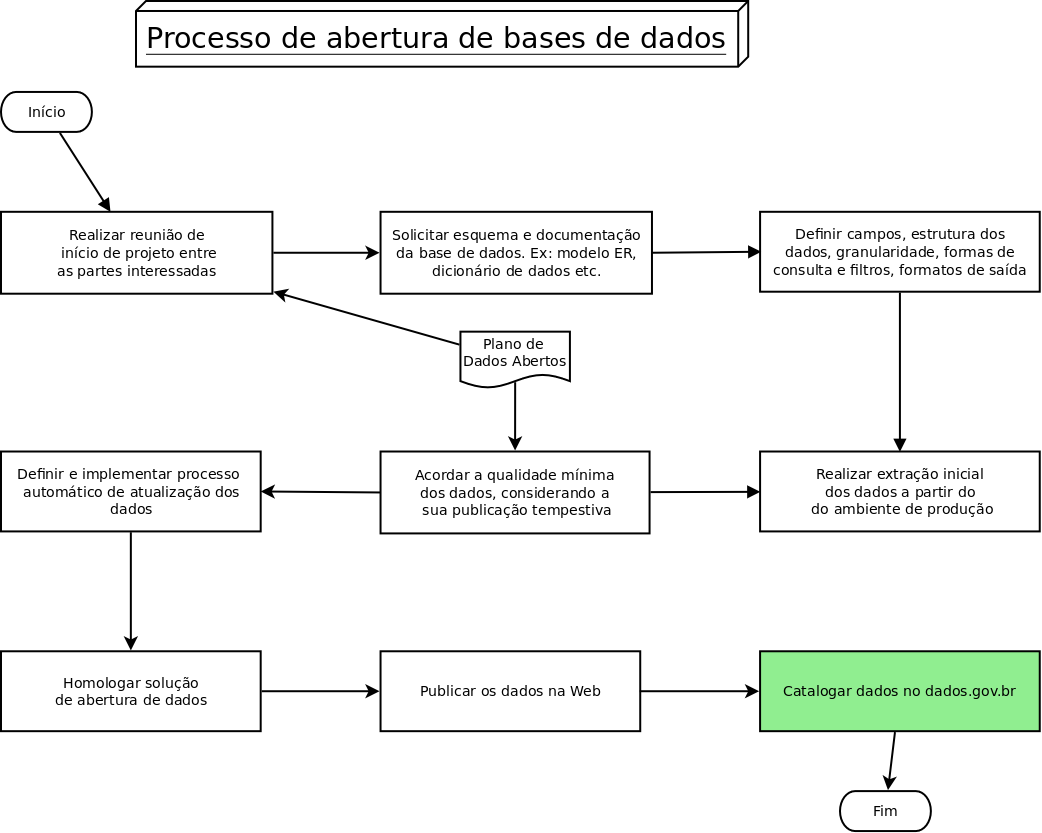 Processo de abertura de bases de dados
Início
Realizar reunião de
início de projeto entre
as partes interessadas
Solicitar esquema e documentação
da base de dados. Ex: modelo ER,
dicionário de dados etc.
Definir campos, estrutura dos
dados, granularidade, formas de
consulta e filtros, formatos de saída
Plano de
Dados Abertos
Definir e implementar processo
automático de atualização dos
dados
Acordar a qualidade mínima
dos dados, considerando a
sua publicação tempestiva
Realizar extração inicial
dos dados a partir do
do ambiente de produção
Homologar solução
de abertura de dados
Publicar os dados na Web
Catalogar dados no dados.gov.br
Fim